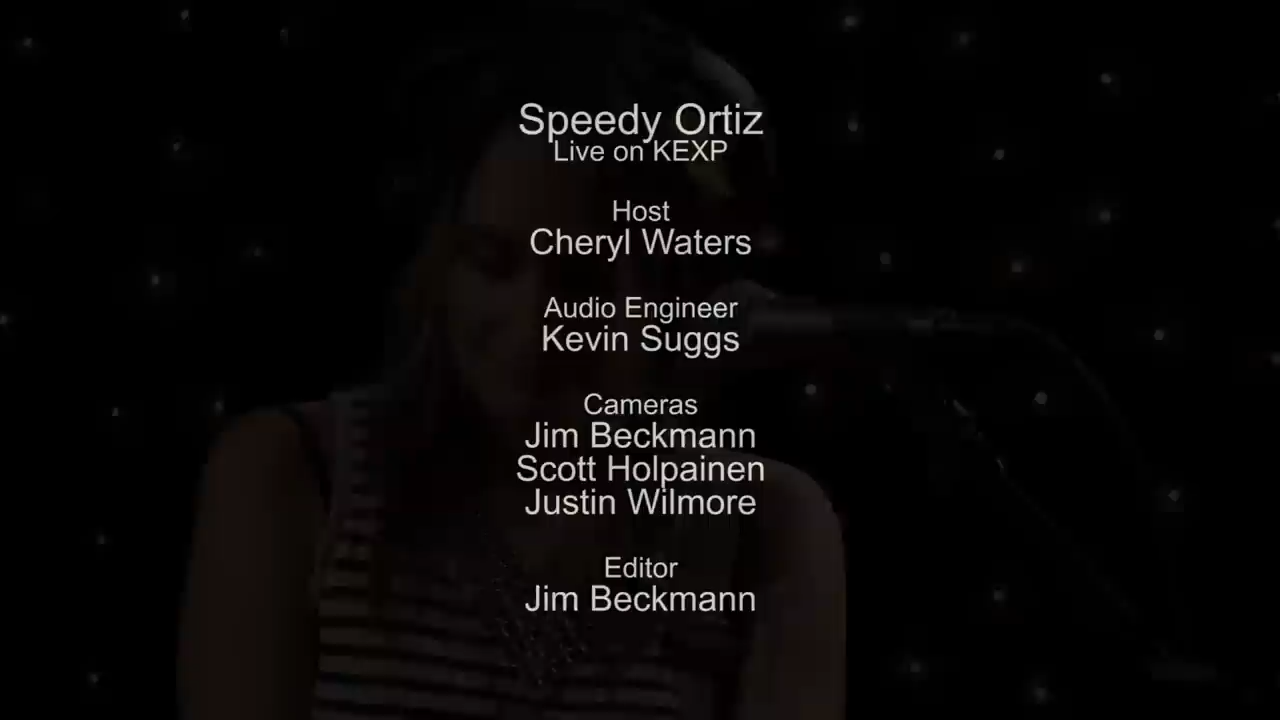 Speedy Ortiz
Live on KEXP
Host
Cheryl Waters
Audio Engineer
Kevin Suggs
Cameras
Jim Beckmann
Scott Holpainen
Justin Wilmore
Editor
Jim Beckmann